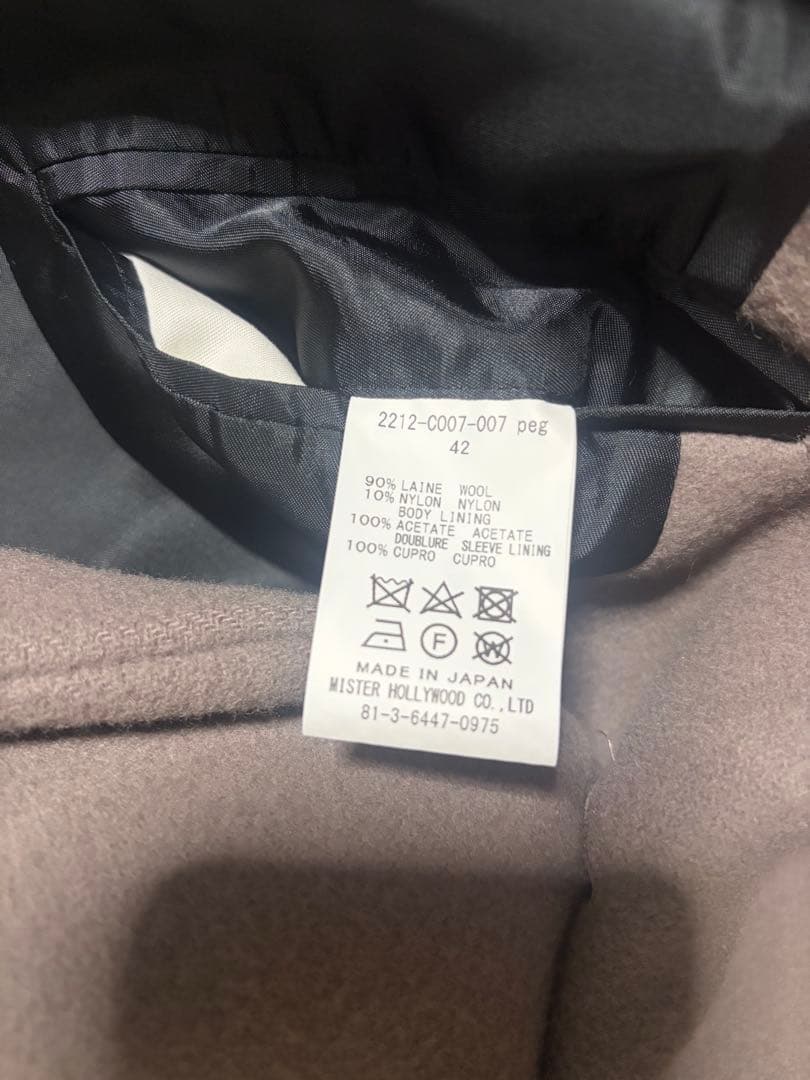 2212-C007-007 peg
42
90% LAINE WOOL
10% NYLON NYLON
BODY LINING
100% ACETATE ACETATE
DOUBLURE SLEEVE LINING
100% CUPRO CUPRO
F
W
MADE IN JAPAN
MISTER HOLLYWOOD CO.,LTD
81-3-6447-0975